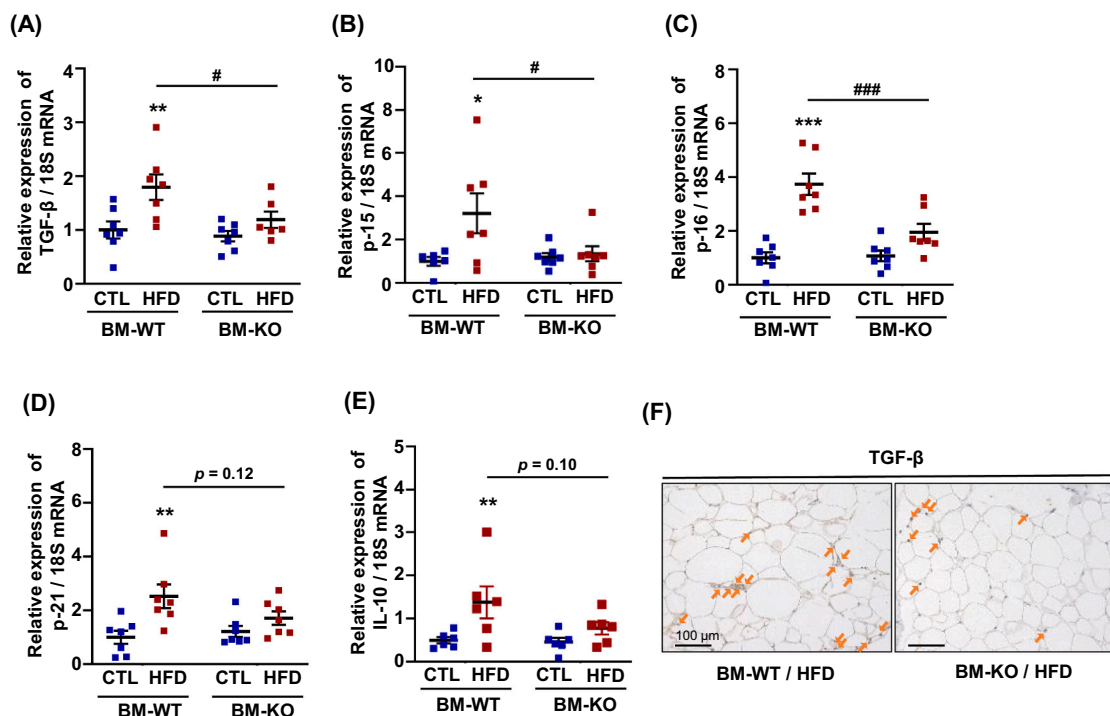 (A)
Relative expression of
TGF-β / 18S mRNA
4
3
2
1
0
#
**
CTL HFD CTL HFD
BM-WT BM-KO
(B)
Relative expression of
p-15 / 18S mRNA
10
8
6
4
2
0
#
*
CTL HFD CTL HFD
BM-WT BM-KO
(C)
Relative expression of
p-16 / 18S mRNA
8
6
4
2
0
###
***
CTL HFD CTL HFD
BM-WT BM-KO
(D)
Relative expression of
p-21 / 18S mRNA
8
6
4
2
0
p = 0.12
**
CTL HFD CTL HFD
BM-WT BM-KO
(E)
Relative expression of
IL-10 / 18S mRNA
5
4
3
2
1
0
p = 0.10
**
CTL HFD CTL HFD
BM-WT BM-KO
(F)
TGF-β
100 μm
BM-WT / HFD BM-KO / HFD